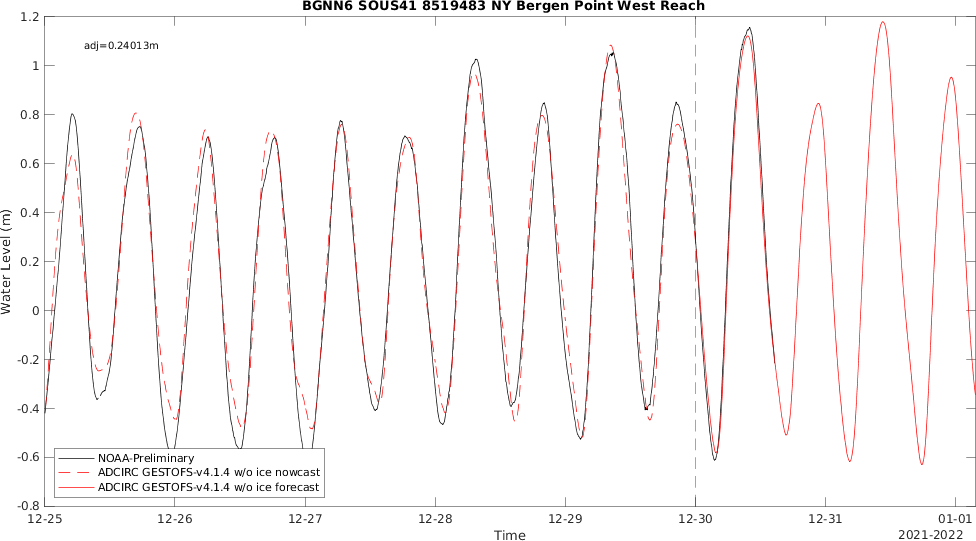 BGNN6 SOUS41 8519483 NY Bergen Point West Reach
adj=0.24013m
Water Level (m)
1.2
1
0.8
0.6
0.4
0.2
0
-0.2
-0.4
-0.6
-0.8
NOAA-Preliminary
ADCIRC GESTOFS-v4.1.4 w/o ice nowcast
ADCIRC GESTOFS-v4.1.4 w/o ice forecast
12-25 12-26 12-27 12-28 12-29 12-30 12-31 01-01
Time
2021-2022